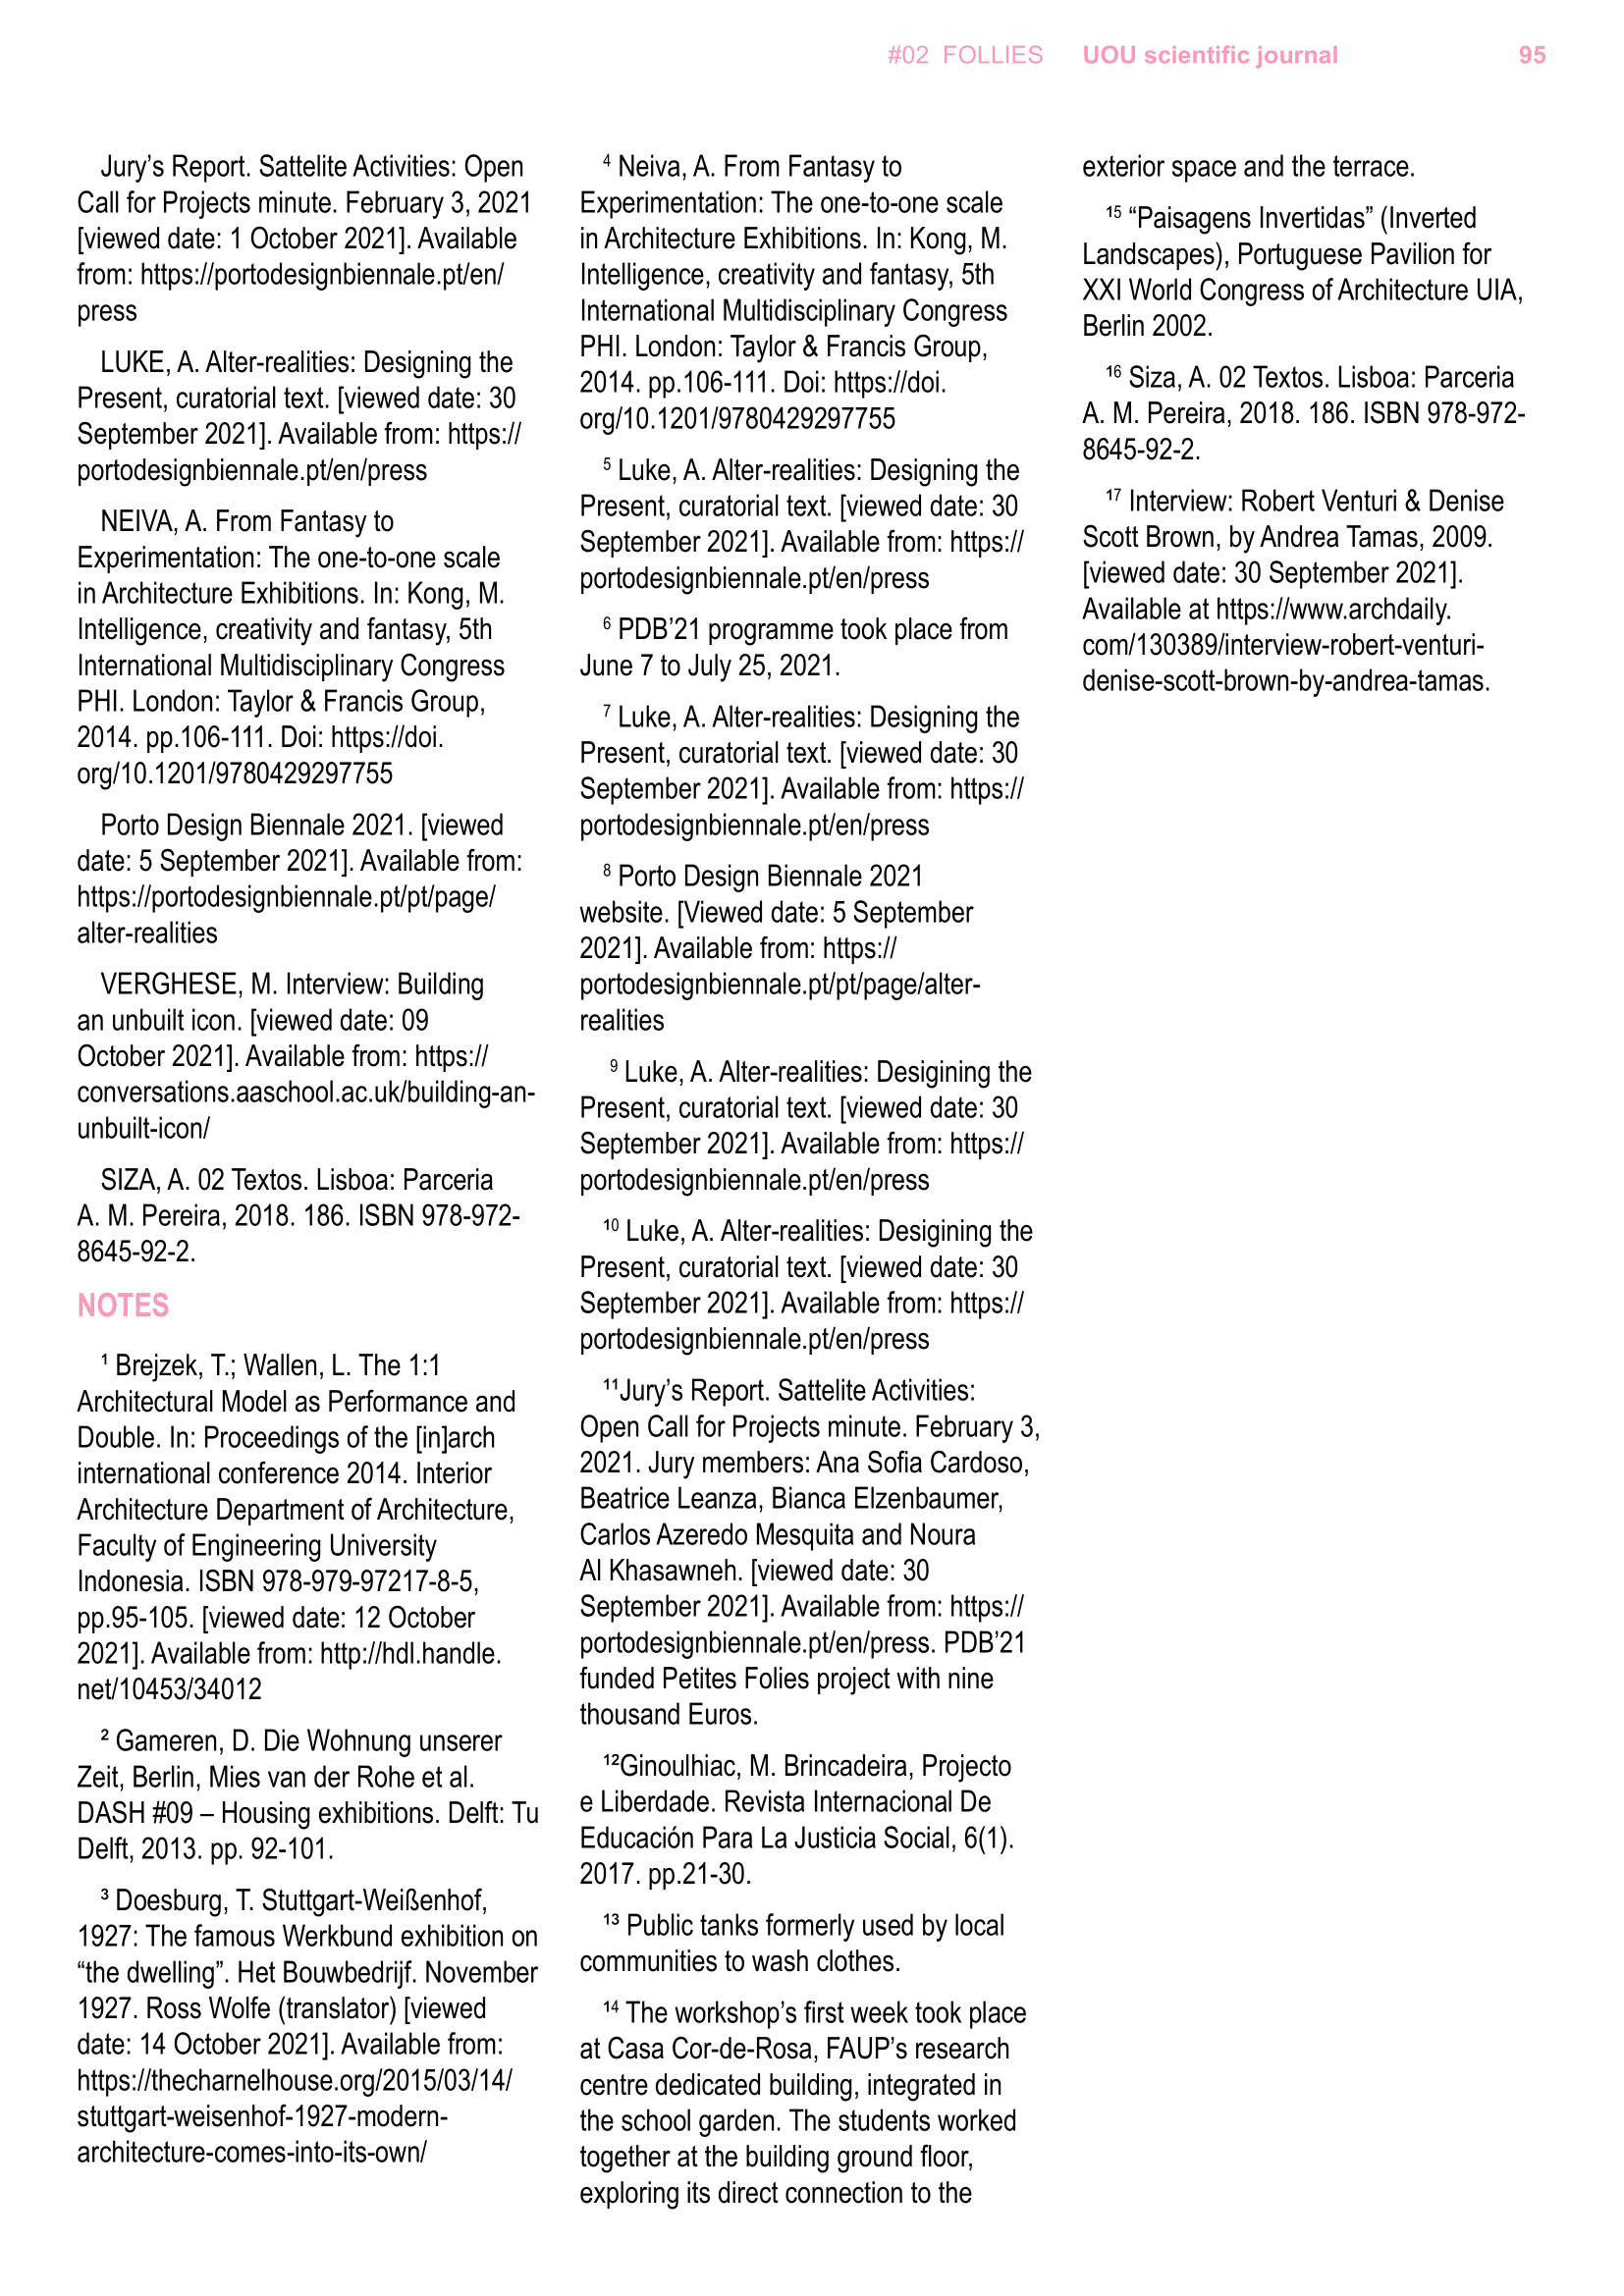 #02 FOLLIES UOU scientific journal 95
Jury’s Report. Sattelite Activities: Open
Call for Projects minute. February 3, 2021
[viewed date: 1 October 2021]. Available
from: https://portodesignbiennale.pt/en/
press
LUKE, A. Alter-realities: Designing the
Present, curatorial text. [viewed date: 30
September 2021]. Available from: https://
portodesignbiennale.pt/en/press
NEIVA, A. From Fantasy to
Experimentation: The one-to-one scale
in Architecture Exhibitions. In: Kong, M.
Intelligence, creativity and fantasy, 5th
International Multidisciplinary Congress
PHI. London: Taylor & Francis Group,
2014. pp.106-111. Doi: https://doi.
org/10.1201/9780429297755
Porto Design Biennale 2021. [viewed
date: 5 September 2021]. Available from:
https://portodesignbiennale.pt/pt/page/
alter-realities
VERGHESE, M. Interview: Building
an unbuilt icon. [viewed date: 09
October 2021]. Available from: https://
conversations.aaschool.ac.uk/building-an-
unbuilt-icon/
SIZA, A. 02 Textos. Lisboa: Parceria
A. M. Pereira, 2018. 186. ISBN 978-972-
8645-92-2.
NOTES
¹ Brejzek, T.; Wallen, L. The 1:1
Architectural Model as Performance and
Double. In: Proceedings of the [in]arch
international conference 2014. Interior
Architecture Department of Architecture,
Faculty of Engineering University
Indonesia. ISBN 978-979-97217-8-5,
pp.95-105. [viewed date: 12 October
2021]. Available from: http://hdl.handle.
net/10453/34012
² Gameren, D. Die Wohnung unserer
Zeit, Berlin, Mies van der Rohe et al.
DASH #09 – Housing exhibitions. Delft: Tu
Delft, 2013. pp. 92-101.
³ Doesburg, T. Stuttgart-Weißenhof,
1927: The famous Werkbund exhibition on
“the dwelling”. Het Bouwbedrijf. November
1927. Ross Wolfe (translator) [viewed
date: 14 October 2021]. Available from:
https://thecharnelhouse.org/2015/03/14/
stuttgart-weisenhof-1927-modern-
architecture-comes-into-its-own/
⁴ Neiva, A. From Fantasy to
Experimentation: The one-to-one scale
in Architecture Exhibitions. In: Kong, M.
Intelligence, creativity and fantasy, 5th
International Multidisciplinary Congress
PHI. London: Taylor & Francis Group,
2014. pp.106-111. Doi: https://doi.
org/10.1201/9780429297755
⁵ Luke, A. Alter-realities: Designing the
Present, curatorial text. [viewed date: 30
September 2021]. Available from: https://
portodesignbiennale.pt/en/press
⁶ PDB’21 programme took place from
June 7 to July 25, 2021.
⁷ Luke, A. Alter-realities: Designing the
Present, curatorial text. [viewed date: 30
September 2021]. Available from: https://
portodesignbiennale.pt/en/press
⁸ Porto Design Biennale 2021
website. [Viewed date: 5 September
2021]. Available from: https://
portodesignbiennale.pt/pt/page/alter-
realities
⁹ Luke, A. Alter-realities: Desigining the
Present, curatorial text. [viewed date: 30
September 2021]. Available from: https://
portodesignbiennale.pt/en/press
¹⁰ Luke, A. Alter-realities: Desigining the
Present, curatorial text. [viewed date: 30
September 2021]. Available from: https://
portodesignbiennale.pt/en/press
¹¹Jury’s Report. Sattelite Activities:
Open Call for Projects minute. February 3,
2021. Jury members: Ana Sofia Cardoso,
Beatrice Leanza, Bianca Elzenbaumer,
Carlos Azeredo Mesquita and Noura
Al Khasawneh. [viewed date: 30
September 2021]. Available from: https://
portodesignbiennale.pt/en/press. PDB’21
funded Petites Folies project with nine
thousand Euros.
¹²Ginoulhiac, M. Brincadeira, Projecto
e Liberdade. Revista Internacional De
Educación Para La Justicia Social, 6(1).
2017. pp.21-30.
¹³ Public tanks formerly used by local
communities to wash clothes.
¹⁴ The workshop’s first week took place
at Casa Cor-de-Rosa, FAUP’s research
centre dedicated building, integrated in
the school garden. The students worked
together at the building ground floor,
exploring its direct connection to the
exterior space and the terrace.
¹⁵ “Paisagens Invertidas” (Inverted
Landscapes), Portuguese Pavilion for
XXI World Congress of Architecture UIA,
Berlin 2002.
¹⁶ Siza, A. 02 Textos. Lisboa: Parceria
A. M. Pereira, 2018. 186. ISBN 978-972-
8645-92-2.
¹⁷ Interview: Robert Venturi & Denise
Scott Brown, by Andrea Tamas, 2009.
[viewed date: 30 September 2021].
Available at https://www.archdaily.
com/130389/interview-robert-venturi-
denise-scott-brown-by-andrea-tamas.